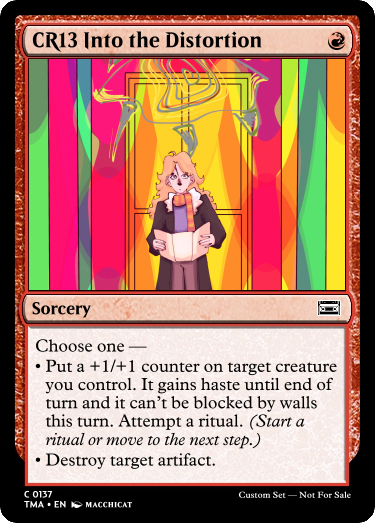 CR13 Into the Distortion
Sorcery
Choose one —
• Put a +1/+1 counter on target creature
you control. It gains haste until end of
turn and it can't be blocked by walls
this turn. Attempt a ritual. (Start a
ritual or move to the next step.)
• Destroy target artifact.
C 0137
TMA • EN MACCHICAT
Custom Set — Not For Sale